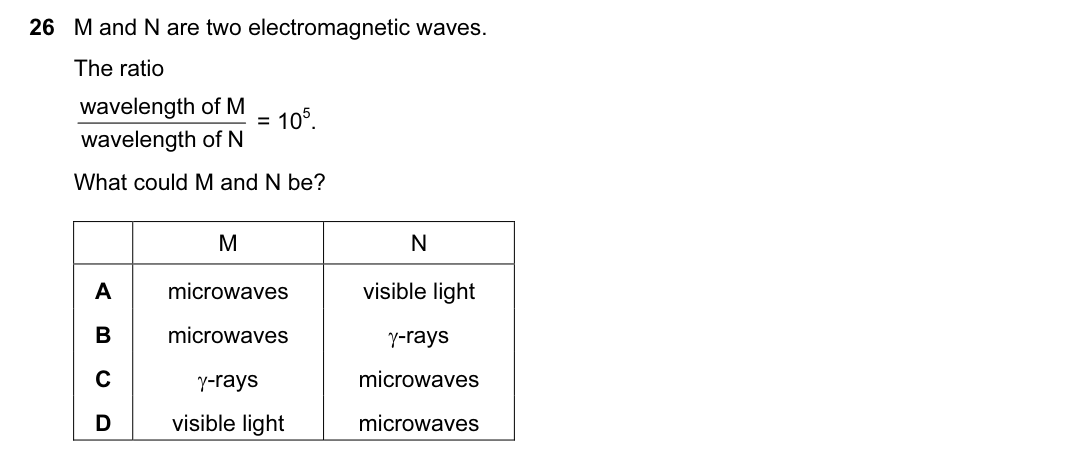 26 M and N are two electromagnetic waves.
The ratio
wavelength of M
wavelength of N
= 10⁵.
What could M and N be?
M N
A microwaves visible light
B microwaves γ-rays
C γ-rays microwaves
D visible light microwaves